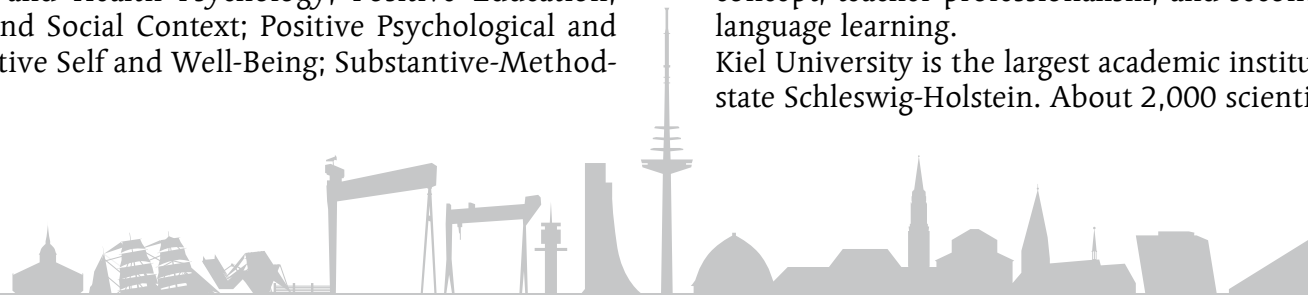 nd Social Context; Positive Psychological and
tive Self and Well-Being; Substantive-Method-
language learning.
Kiel University is the largest academic institu
state Schleswig-Holstein. About 2,000 scienti